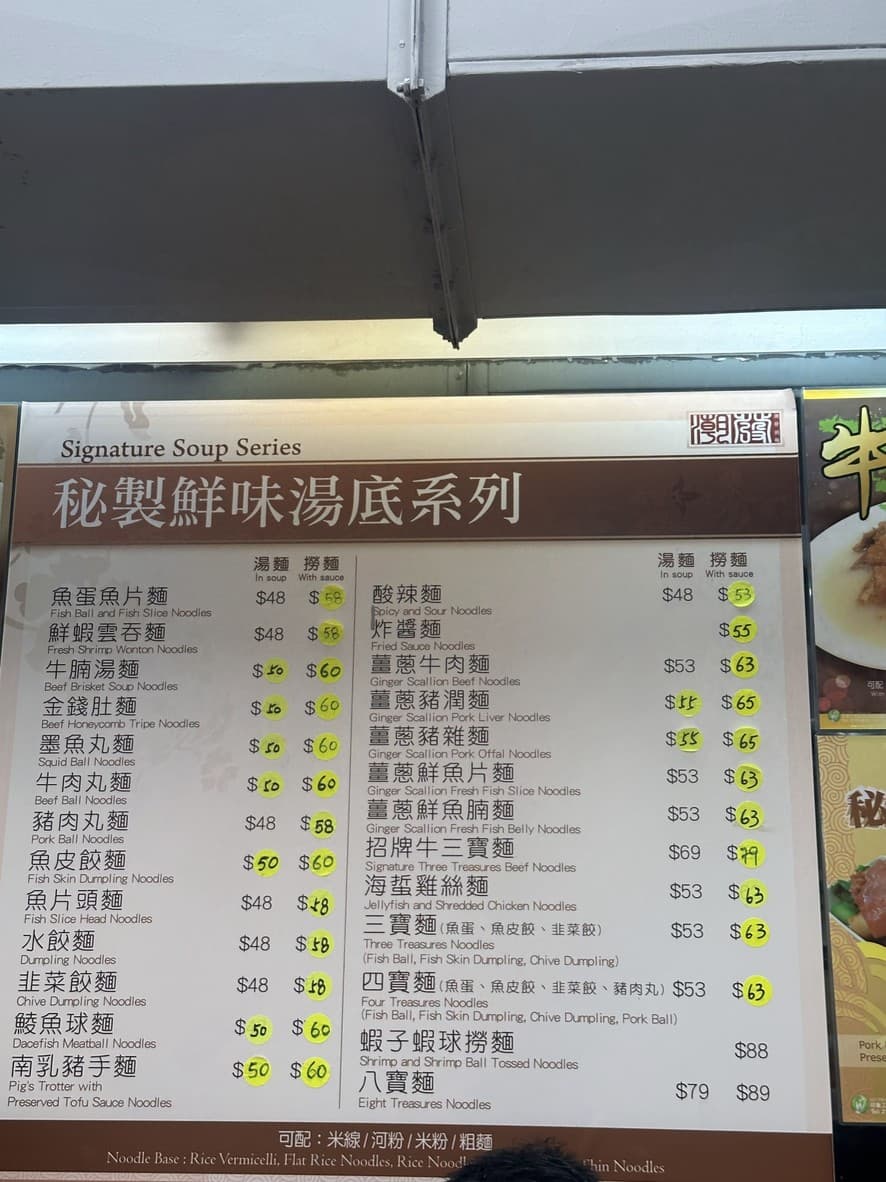 Signature Soup Series
潮發
秘製鮮味湯底系列
湯麵 撈麵
In soup With sauce
魚蛋魚片麵 $48 $58
Fish Ball and Fish Slice Noodles
鮮蝦雲吞麵 $48 $58
Fresh Shrimp Wonton Noodles
牛腩湯麵 $50 $60
Beef Brisket Soup Noodles
金錢肚麵 $50 $60
Beef Honeycomb Tripe Noodles
墨魚丸麵 $50 $60
Squid Ball Noodles
牛肉丸麵 $50 $60
Beef Ball Noodles
豬肉丸麵 $48 $58
Pork Ball Noodles
魚皮餃麵 $50 $60
Fish Skin Dumpling Noodles
魚片頭麵 $48 $58
Fish Slice Head Noodles
水餃麵 $48 $58
Dumpling Noodles
韭菜餃麵 $48 $58
Chive Dumpling Noodles
鯪魚球麵 $50 $60
Dacefish Meatball Noodles
南乳豬手麵 $50 $60
Pig's Trotter with
Preserved Tofu Sauce Noodles
湯麵 撈麵
In soup With sauce
酸辣麵 $48 $53
Spicy and Sour Noodles
炸醬麵 $55
Fried Sauce Noodles
薑蔥牛肉麵 $53 $63
Ginger Scallion Beef Noodles
薑蔥豬潤麵 $55 $65
Ginger Scallion Pork Liver Noodles
薑蔥豬雜麵 $55 $65
Ginger Scallion Pork Offal Noodles
薑蔥鮮魚片麵 $53 $63
Ginger Scallion Fresh Fish Slice Noodles
薑蔥鮮魚腩麵 $53 $63
Ginger Scallion Fresh Fish Belly Noodles
招牌牛三寶麵 $69 $79
Signature Three Treasures Beef Noodles
海蜇雞絲麵 $53 $63
Jellyfish and Shredded Chicken Noodles
三寶麵(魚蛋、魚皮餃、韭菜餃) $53 $63
Three Treasures Noodles
(Fish Ball, Fish Skin Dumpling, Chive Dumpling)
四寶麵(魚蛋、魚皮餃、韭菜餃、豬肉丸) $53 $63
Four Treasures Noodles
(Fish Ball, Fish Skin Dumpling, Chive Dumpling, Pork Ball)
蝦子蝦球撈麵 $88
Shrimp and Shrimp Ball Tossed Noodles
八寶麵 $79 $89
Eight Treasures Noodles
可配：米線/河粉/米粉/粗麵
Noodle Base : Rice Vermicelli, Flat Rice Noodles, Rice Thin Noodles
牛
可配
秘
Pork
Prese